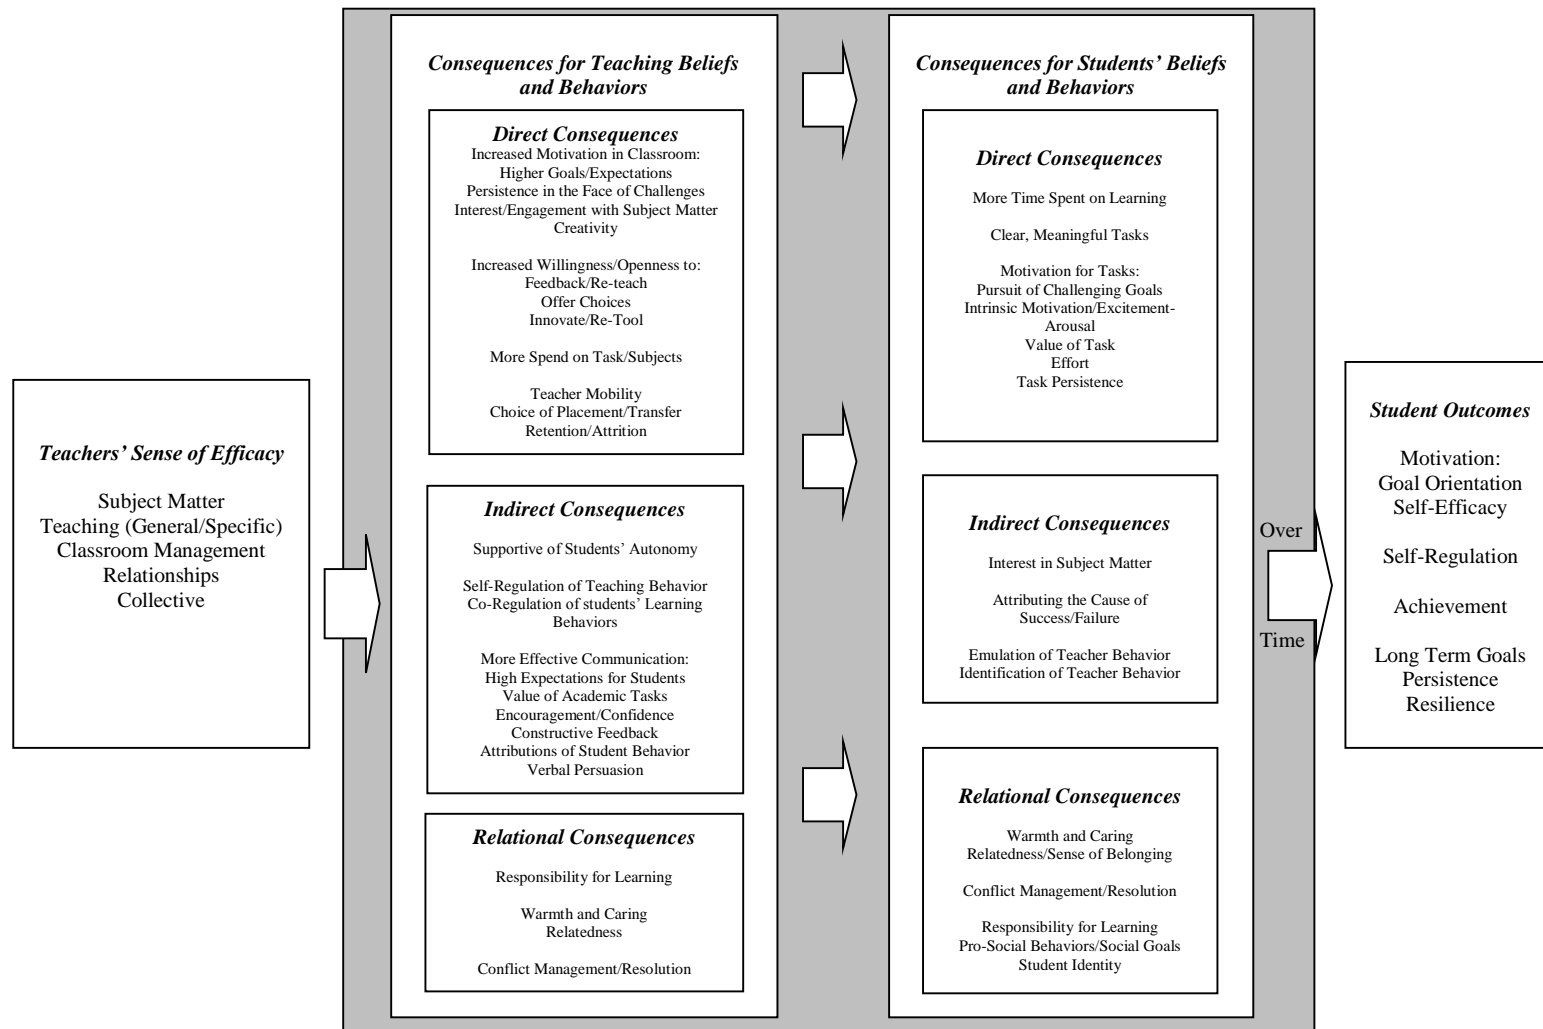 Teachers’ Sense of Efficacy
Subject Matter
Teaching (General/Specific)
Classroom Management
Relationships
Collective
Consequences for Teaching Beliefs
and Behaviors
Direct Consequences
Increased Motivation in Classroom:
Higher Goals/Expectations
Persistence in the Face of Challenges
Interest/Engagement with Subject Matter
Creativity
Increased Willingness/Openness to:
Feedback/Re-teach
Offer Choices
Innovate/Re-Tool
More Spend on Task/Subjects
Teacher Mobility
Choice of Placement/Transfer
Retention/Attrition
Indirect Consequences
Supportive of Students’ Autonomy
Self-Regulation of Teaching Behavior
Co-Regulation of students’ Learning
Behaviors
More Effective Communication:
High Expectations for Students
Value of Academic Tasks
Encouragement/Confidence
Constructive Feedback
Attributions of Student Behavior
Verbal Persuasion
Relational Consequences
Responsibility for Learning
Warmth and Caring
Relatedness
Conflict Management/Resolution
Consequences for Students’ Beliefs
and Behaviors
Direct Consequences
More Time Spent on Learning
Clear, Meaningful Tasks
Motivation for Tasks:
Pursuit of Challenging Goals
Intrinsic Motivation/Excitement-
Arousal
Value of Task
Effort
Task Persistence
Indirect Consequences
Interest in Subject Matter
Attributing the Cause of
Success/Failure
Emulation of Teacher Behavior
Identification of Teacher Behavior
Relational Consequences
Warmth and Caring
Relatedness/Sense of Belonging
Conflict Management/Resolution
Responsibility for Learning
Pro-Social Behaviors/Social Goals
Student Identity
Over
Time
Student Outcomes
Motivation:
Goal Orientation
Self-Efficacy
Self-Regulation
Achievement
Long Term Goals
Persistence
Resilience